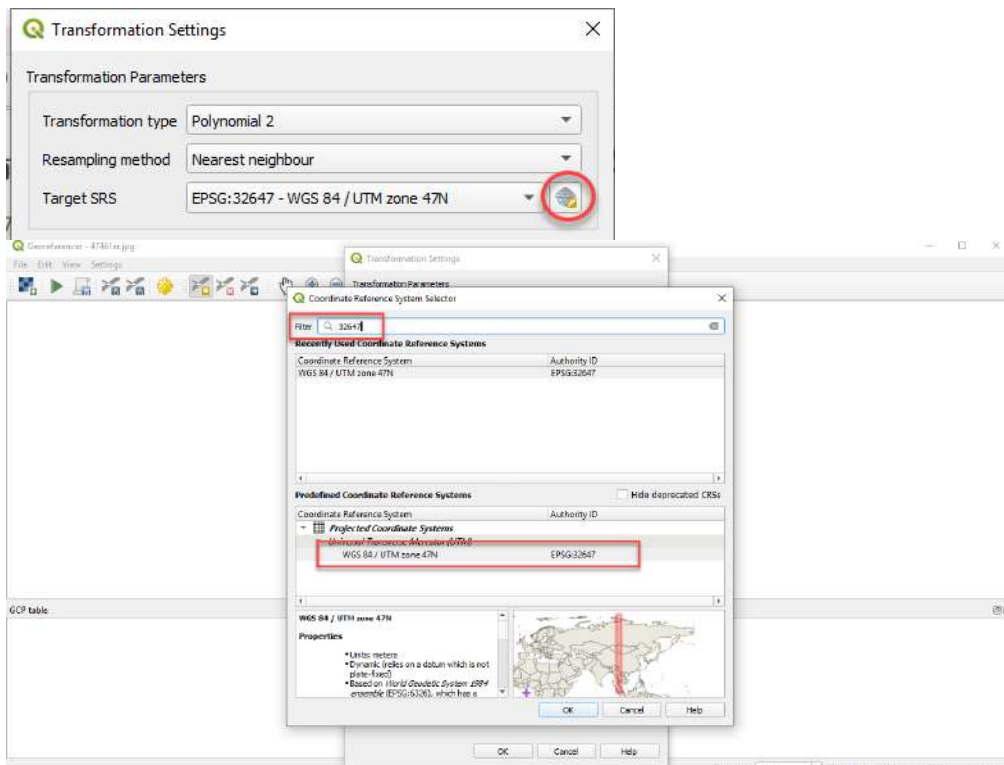 Transformation Settings
Transformation Parameters
Transformation type Polynomial 2
Resampling method Nearest neighbour
Target SRS EPSG:32647 - WGS 84 / UTM zone 47N
Georeferencer - 47461xc.jpg
File Edit View Settings
Transformation Settings
Transformation Parameters
Coordinate Reference System Selector
Filter 32647
Recently Used Coordinate Reference Systems
Coordinate Reference System Authority ID
WGS 84 / UTM zone 47N EPSG:32647
Predefined Coordinate Reference Systems Hide deprecated CRSs
Coordinate Reference System Authority ID
Projected Coordinate Systems
Universal Transverse Mercator (UTM)
WGS 84 / UTM zone 47N EPSG:32647
GCP table
WGS 84 / UTM zone 47N
Properties
•Units: meters
•Dynamic (relies on a datum which is not
plate-fixed)
•Based on World Geodetic System 1984
ensemble (EPSG:6326), which has a
OK Cancel Help
OK Cancel Help